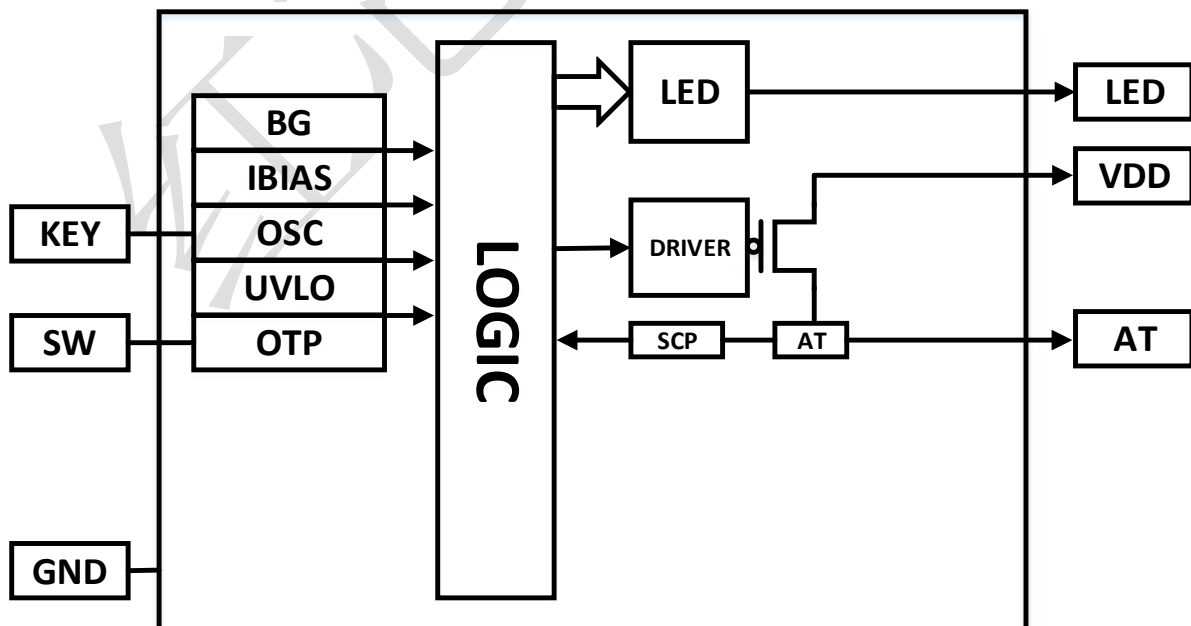 LED
LED
BG
VDD
IBIAS
KEY
OSC
DRIVER
LOGIC
UVLO
SW
OTP
SCP
AT
AT
GND